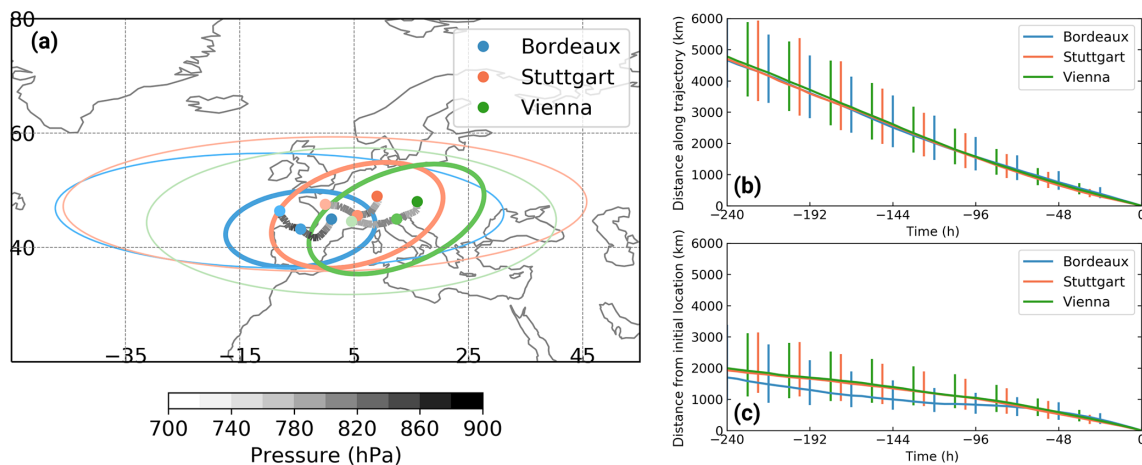 80
60
40
(a)
Bordeaux
Stuttgart
Vienna
−35 −15 5 25 45
700 740 780 820 860 900
Pressure (hPa)
Distance along trajectory (km)
6000
5000
4000
3000
2000
1000
0
Bordeaux
Stuttgart
Vienna
(b)
−240 −192 −144 −96 −48 0
Time (h)
Distance from initial location (km)
6000
5000
4000
3000
2000
1000
0
Bordeaux
Stuttgart
Vienna
(c)
−240 −192 −144 −96 −48 0
Time (h)